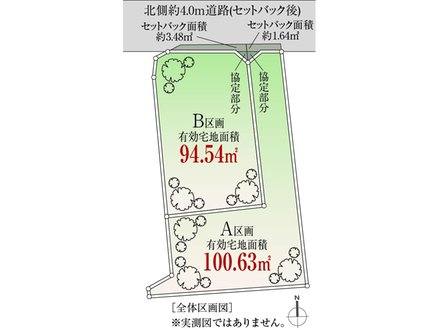 北側約4.0m道路(セットバック後)
セットバック面積
約3.48㎡
セットバック面積
約1.64㎡
協定部分
協定部分
B区画
有効宅地面積
94.54㎡
A区画
有効宅地面積
100.63㎡
[全体区画図]
※実測図ではありません。
N